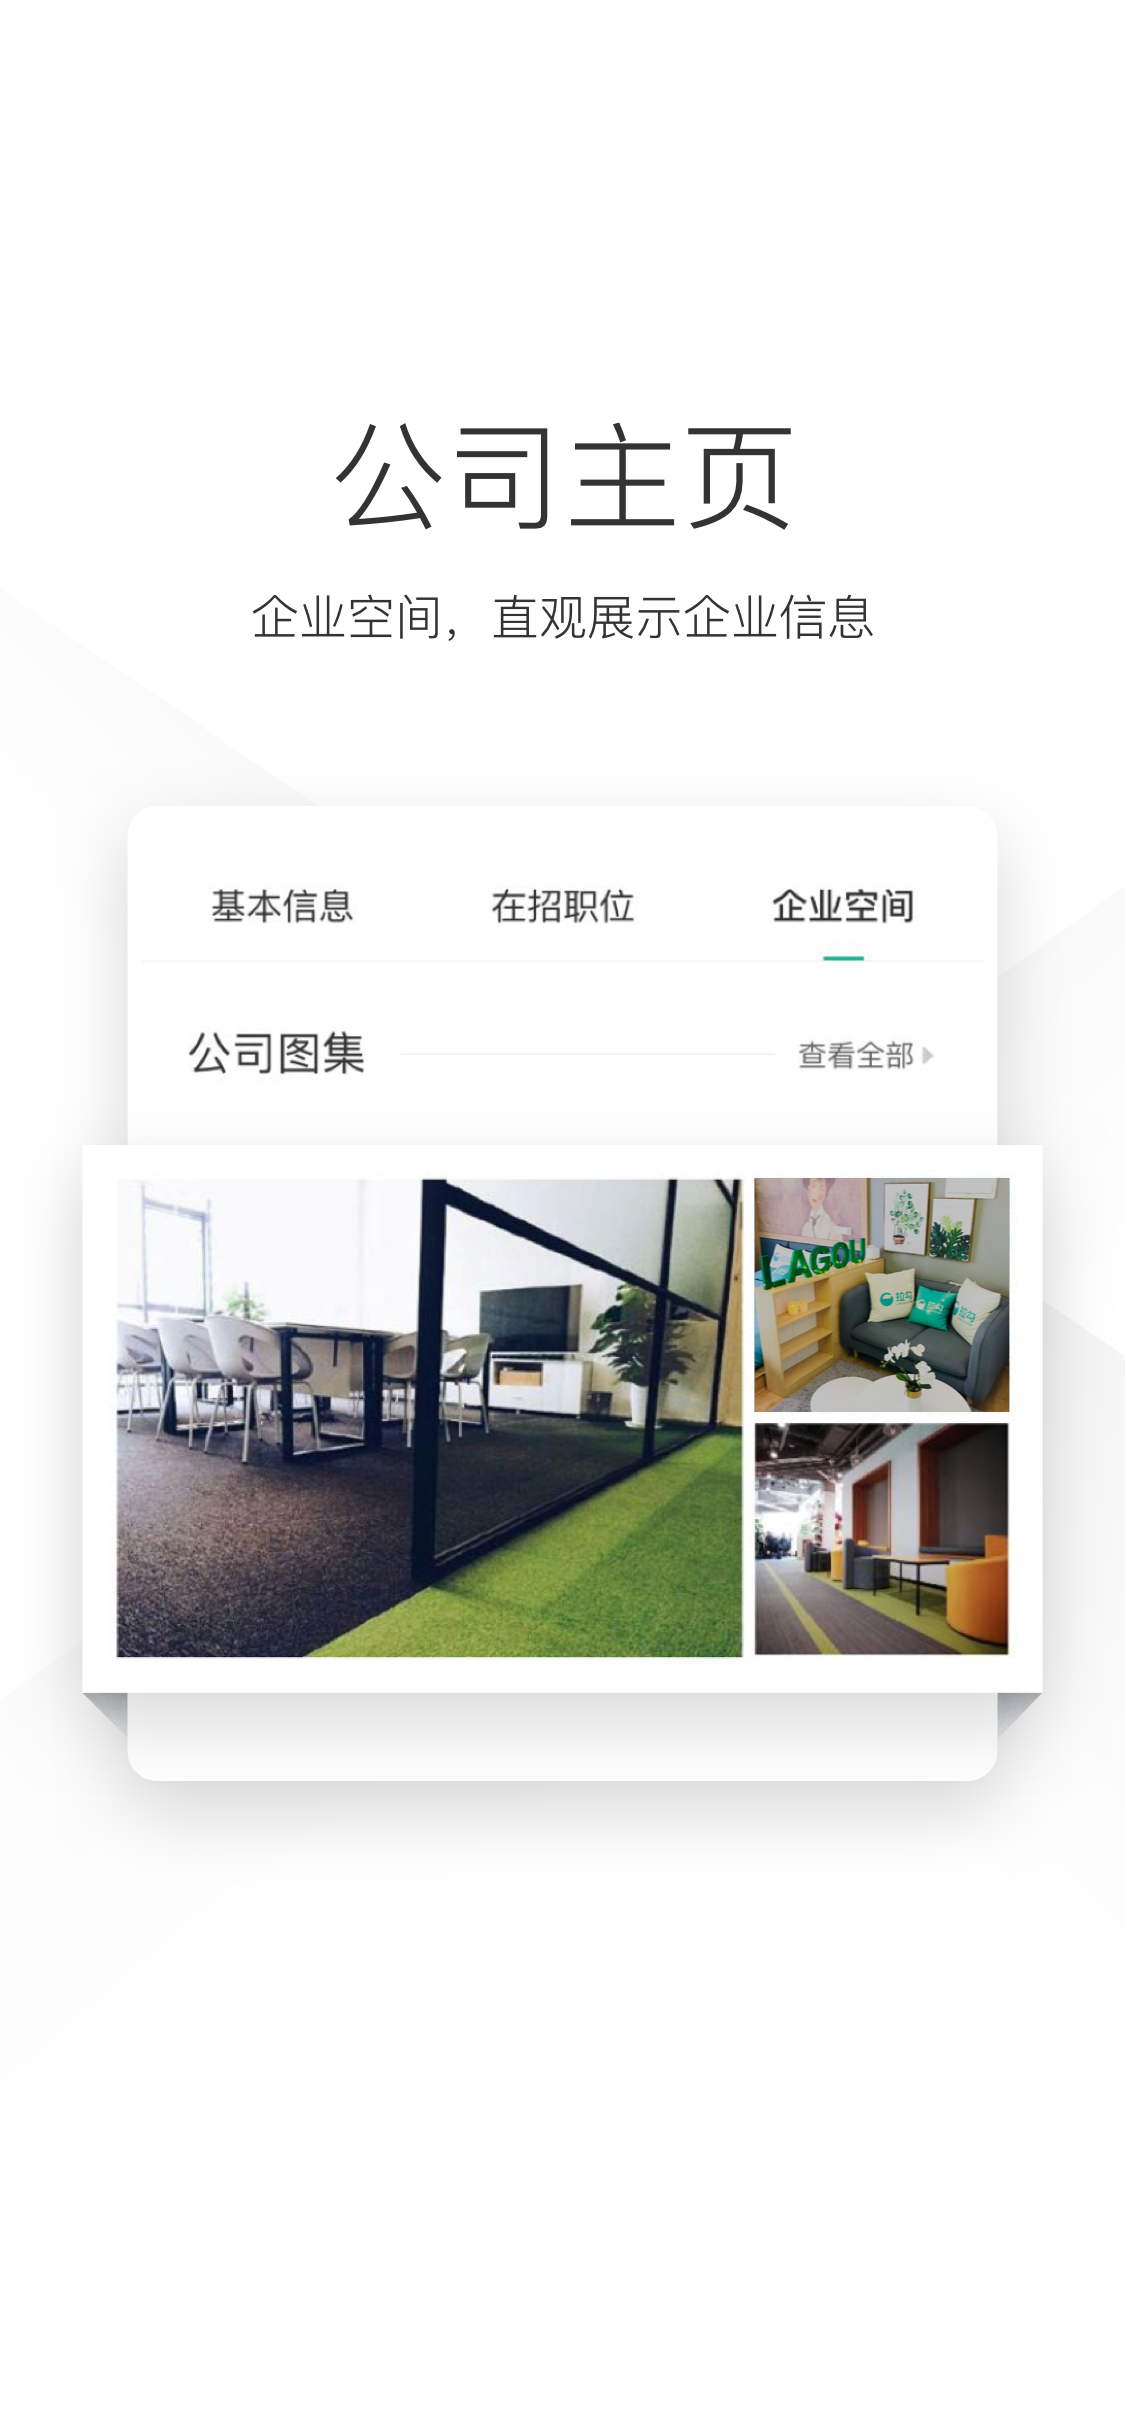 公司主页
企业空间，直观展示企业信息
基本信息
在招职位
企业空间
公司图集
查看全部
LAGOU
拉勾
拉勾
拉勾